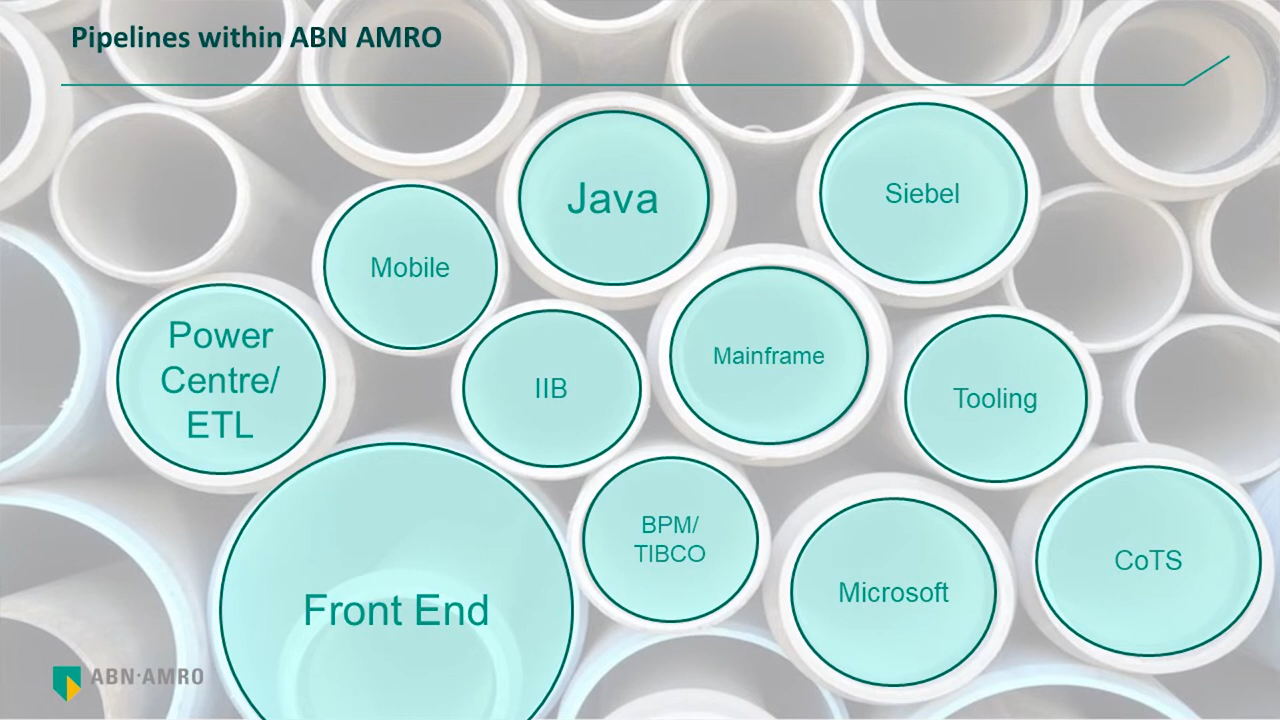 Pipelines within ABN AMRO
Java
Siebel
Mobile
Power
Centre/
ETL
IIB
Mainframe
Tooling
BPM/
TIBCO
Front End
Microsoft
CoTS
ABN·AMRO